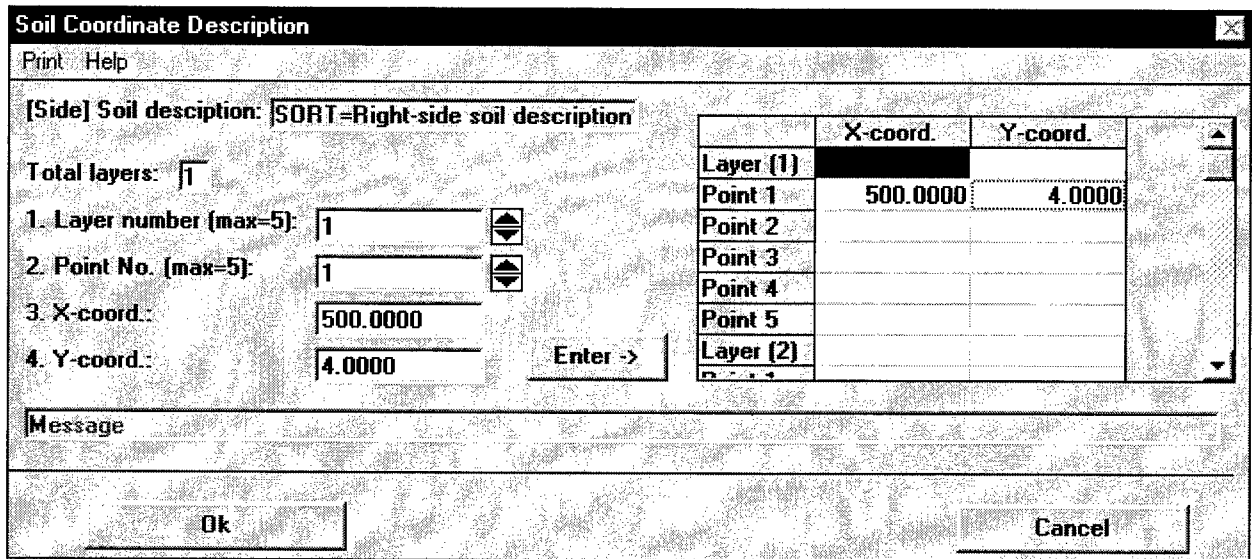 Soil Coordinate Description
Print Help
[Side] Soil desciption: SORT=Right-side soil description
Total layers: 1
1. Layer number (max=5): 1
2. Point No. (max=5): 1
3. X-coord.: 500.0000
4. Y-coord.: 4.0000
Enter ->
X-coord. Y-coord.
Layer (1)
Point 1 500.0000 4.0000
Point 2
Point 3
Point 4
Point 5
Layer (2)
Message
Ok Cancel